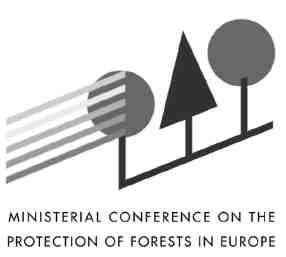 MINISTERIAL CONFERENCE ON THE
PROTECTION OF FORESTS IN EUROPE